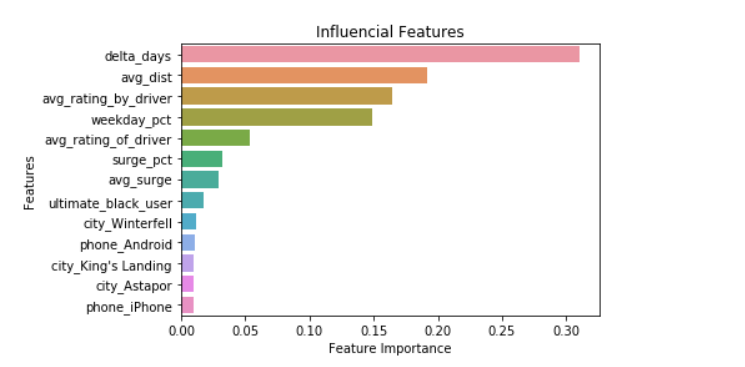 Influencial Features
delta_days
avg_dist
avg_rating_by_driver
weekday_pct
avg_rating_of_driver
surge_pct
avg_surge
ultimate_black_user
city_Winterfell
phone_Android
city_King's Landing
city_Astapor
phone_iPhone
Features
0.00 0.05 0.10 0.15 0.20 0.25 0.30
Feature Importance